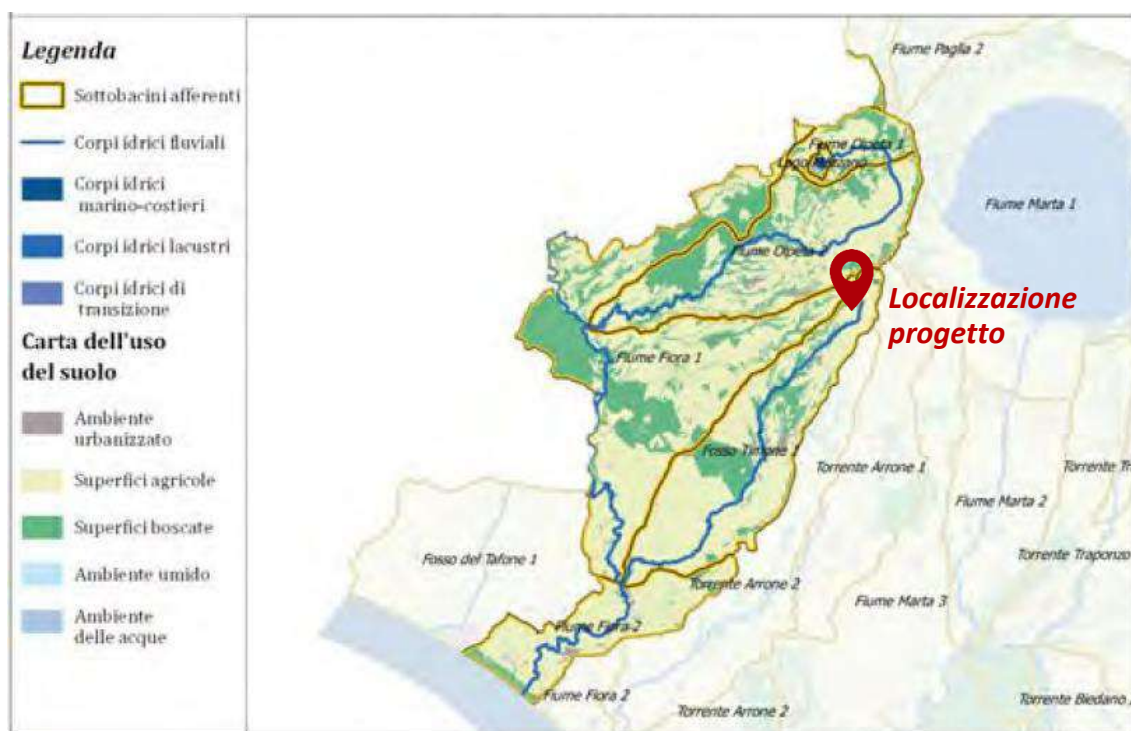 Legenda
Sottobacini afferenti
Corpi idrici fluviali
Corpi idrici
marino-costieri
Corpi idrici lacustri
Corpi idrici di
transizione
Carta dell'uso
del suolo
Ambiente
urbanizzato
Superfici agricole
Superfici boscate
Ambiente umido
Ambiente
delle acque
Fiume Paglia 2
Fiume Olpeta 1
Lago
Fiume Marta 1
Fiume Olpeta 2
Localizzazione
progetto
Fiume Fiora 1
Fosso Timone 1
Torrente Arrone 1
Torrente Tr
Fiume Marta 2
Fosso del Tafone 1
Torrente Traponzo
Torrente Arrone 2
Fiume Marta 3
Fiume Fiora 2
Fiume Fiora 2
Torrente Arrone 2
Torrente Biedano